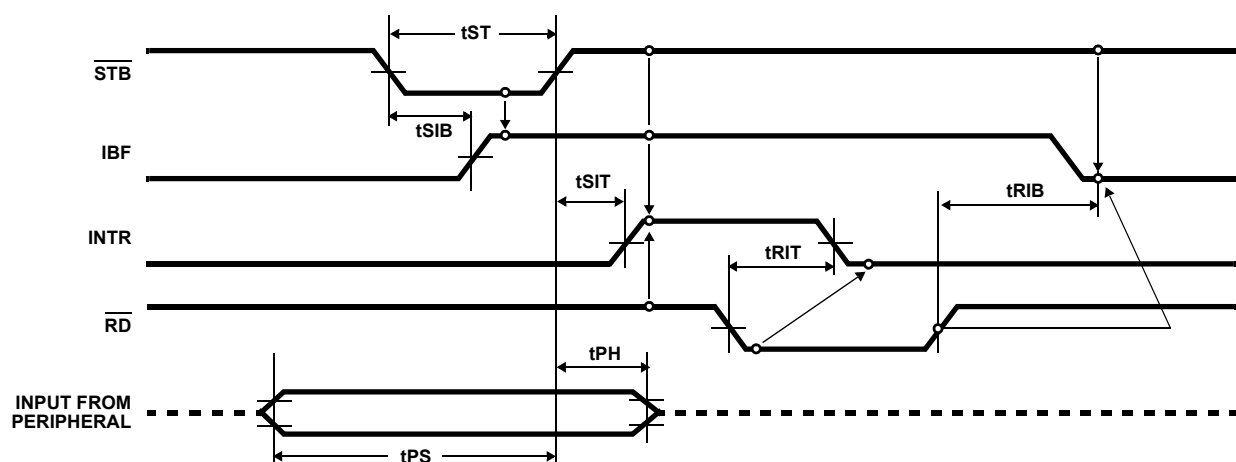 tST
STB
tSIB
IBF
tSIT
tRIB
INTR
tRIT
RD
tPH
INPUT FROM
PERIPHERAL
tPS